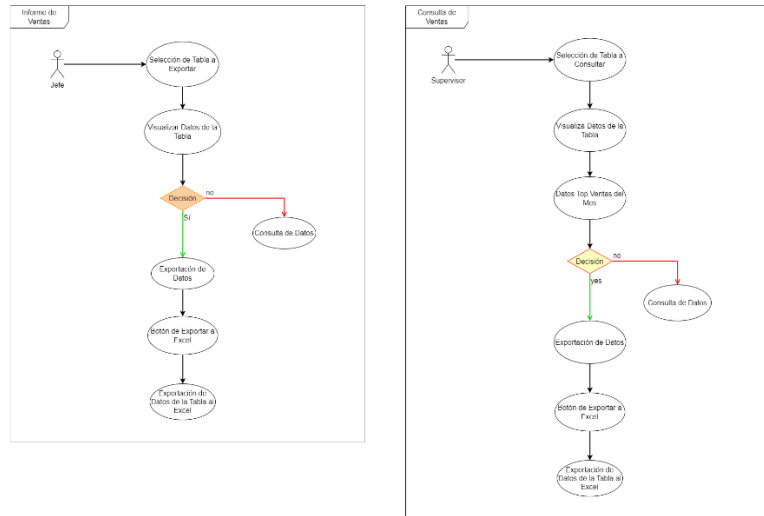 Informe de
Ventas
Jefe
Selección de Tabla a
Exportar
Visualizar Datos de la
Tabla
Decisión
no
Sí
Consulta de Datos
Exportación de
Datos
Botón de Exportar a
Excel
Exportación de
Datos de la Tabla al
Excel
Consulta de
Ventas
Supervisor
Selección de Tabla a
Consultar
Visualiza Datos de la
Tabla
Datos Top Ventas del
Mes
Decisión
no
yes
Consulta de Datos
Exportación de Datos
Botón de Exportar a
Excel
Exportación de
Datos de la Tabla al
Excel